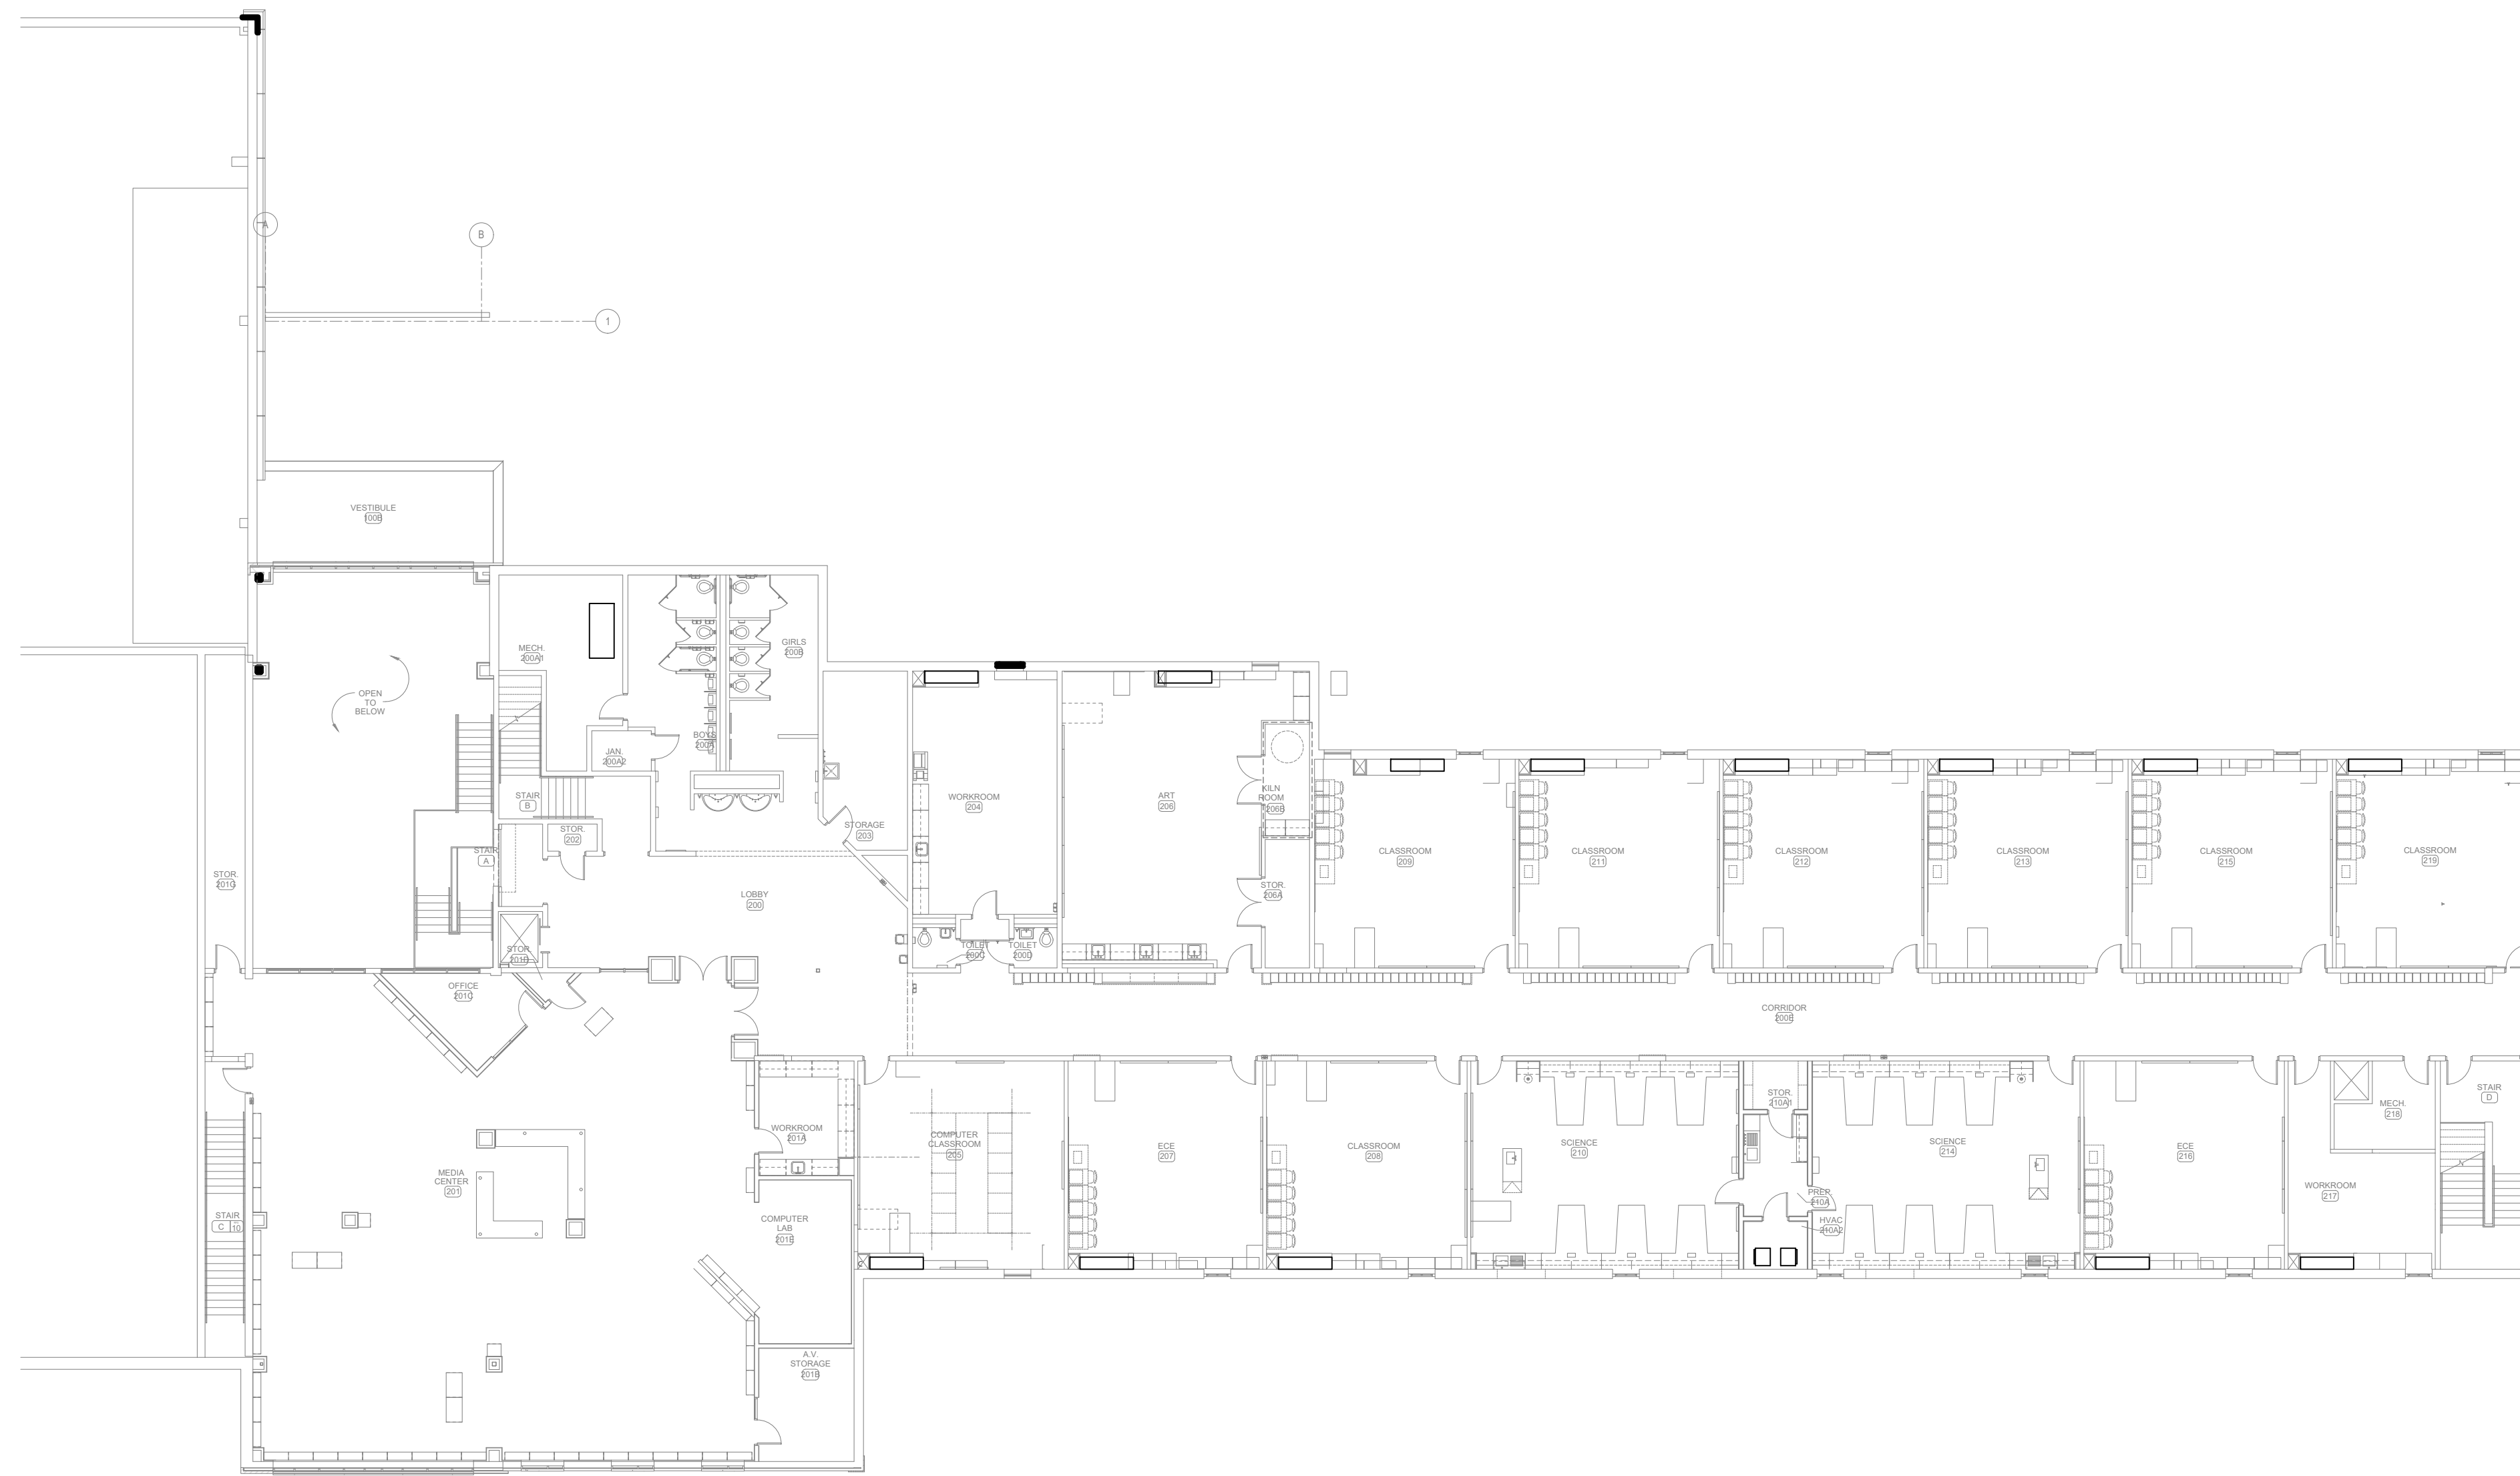 A
B
1
VESTIBULE
100B
OPEN
TO
BELOW
MECH.
200A1
GIRLS
200B
BOYS
200A
JAN.
200A2
STAIR
B
STOR.
202
STAIR
A
STORAGE
203
WORKROOM
204
ART
206
KILN
ROOM
206B
STOR.
206A
CLASSROOM
209
CLASSROOM
211
CLASSROOM
212
CLASSROOM
213
CLASSROOM
215
CLASSROOM
219
STOR.
201G
LOBBY
200
STOR.
201D
TOILET
200C
TOILET
200D
OFFICE
201C
CORRIDOR
200E
WORKROOM
201A
COMPUTER
CLASSROOM
205
ECE
207
CLASSROOM
208
SCIENCE
210
STOR.
210A1
SCIENCE
214
ECE
216
MECH.
218
STAIR
D
MEDIA
CENTER
201
PREP.
210A
HVAC
210A2
WORKROOM
217
STAIR
C 10
COMPUTER
LAB
201E
A.V.
STORAGE
201B